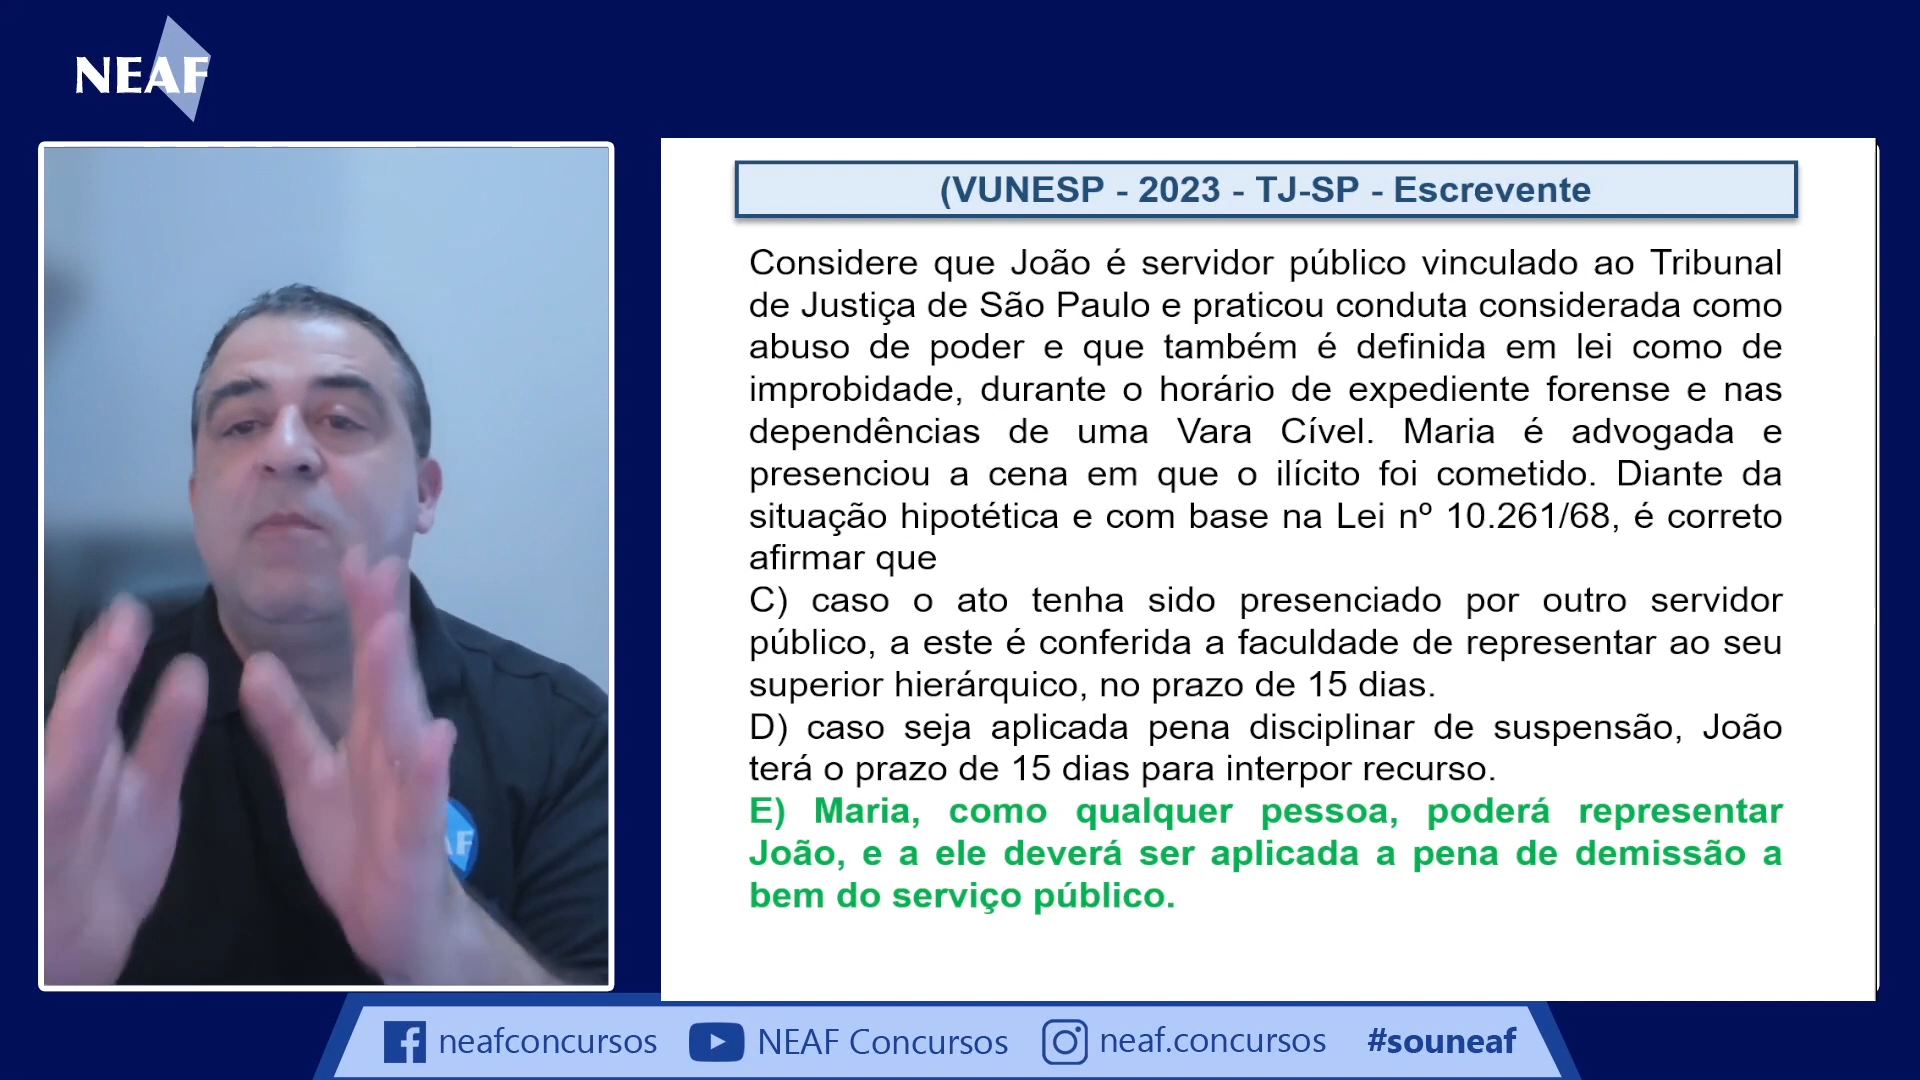 NEAF
(VUNESP - 2023 - TJ-SP - Escrevente
Considere que João é servidor público vinculado ao Tribunal
de Justiça de São Paulo e praticou conduta considerada como
abuso de poder e que também é definida em lei como de
improbidade, durante o horário de expediente forense e nas
dependências de uma Vara Cível. Maria é advogada e
presenciou a cena em que o ilícito foi cometido. Diante da
situação hipotética e com base na Lei nº 10.261/68, é correto
afirmar que
C) caso o ato tenha sido presenciado por outro servidor
público, a este é conferida a faculdade de representar ao seu
superior hierárquico, no prazo de 15 dias.
D) caso seja aplicada pena disciplinar de suspensão, João
terá o prazo de 15 dias para interpor recurso.
E) Maria, como qualquer pessoa, poderá representar
João, e a ele deverá ser aplicada a pena de demissão a
bem do serviço público.
neafconcursos NEAF Concursos neaf.concursos #souneaf